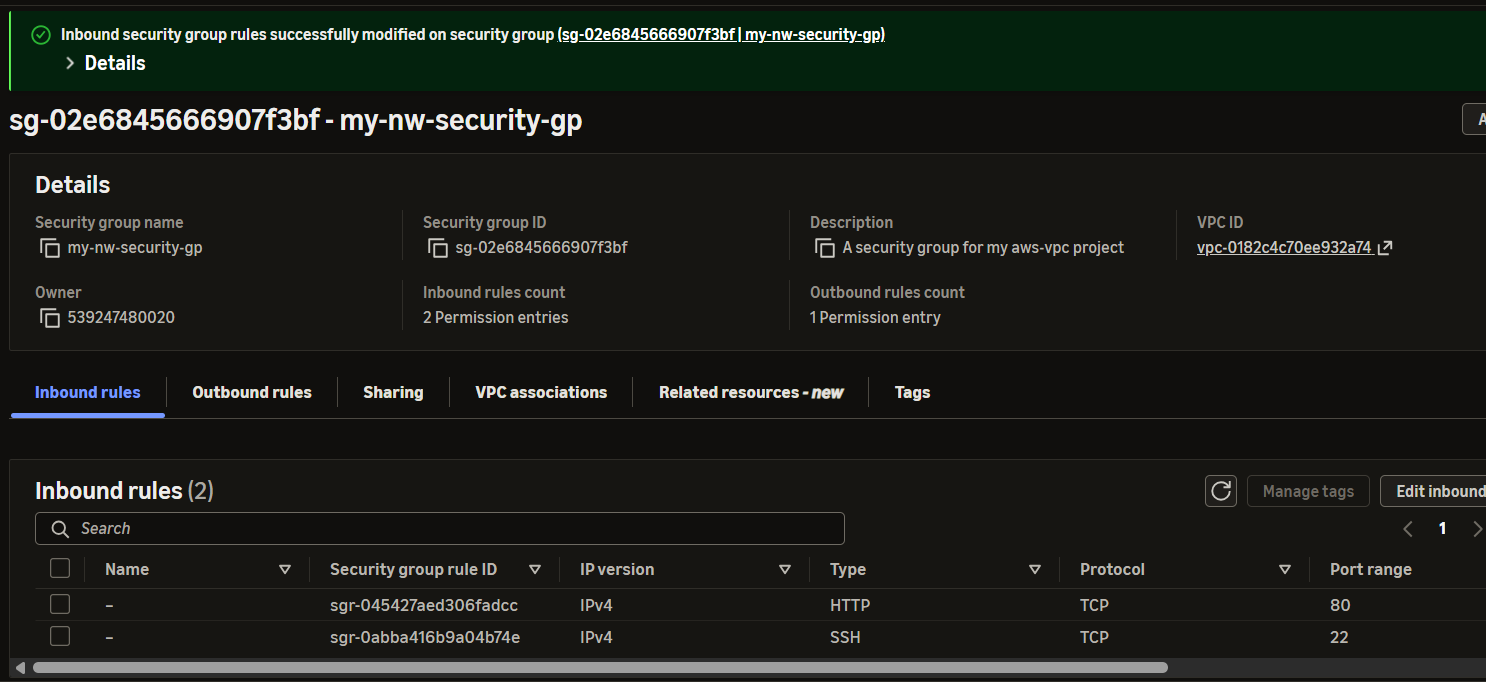 Inbound security group rules successfully modified on security group (sg-02e6845666907f3bf | my-nw-security-gp)
Details
sg-02e6845666907f3bf - my-nw-security-gp
A
Details
Security group name
my-nw-security-gp
Security group ID
sg-02e6845666907f3bf
Description
A security group for my aws-vpc project
VPC ID
vpc-0182c4c70ee932a74
Owner
539247480020
Inbound rules count
2 Permission entries
Outbound rules count
1 Permission entry
Inbound rules Outbound rules Sharing VPC associations Related resources - new Tags
Inbound rules (2)
Manage tags Edit inbound
Search
1
Name Security group rule ID IP version Type Protocol Port range
– sgr-045427aed306fadcc IPv4 HTTP TCP 80
– sgr-0abba416b9a04b74e IPv4 SSH TCP 22